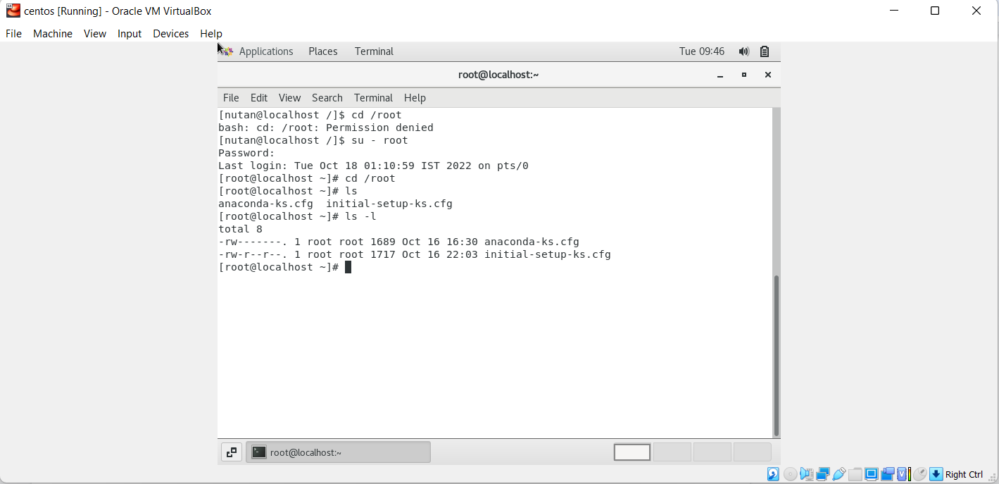 centos [Running] - Oracle VM VirtualBox
File Machine View Input Devices Help
Applications Places Terminal Tue 09:46
root@localhost:~
File Edit View Search Terminal Help
[nutan@localhost /]$ cd /root
bash: cd: /root: Permission denied
[nutan@localhost /]$ su - root
Password:
Last login: Tue Oct 18 01:10:59 IST 2022 on pts/0
[root@localhost ~]# cd /root
[root@localhost ~]# ls
anaconda-ks.cfg  initial-setup-ks.cfg
[root@localhost ~]# ls -l
total 8
-rw-------. 1 root root 1689 Oct 16 16:30 anaconda-ks.cfg
-rw-r--r--. 1 root root 1717 Oct 16 22:03 initial-setup-ks.cfg
[root@localhost ~]#
root@localhost:~
Right Ctrl